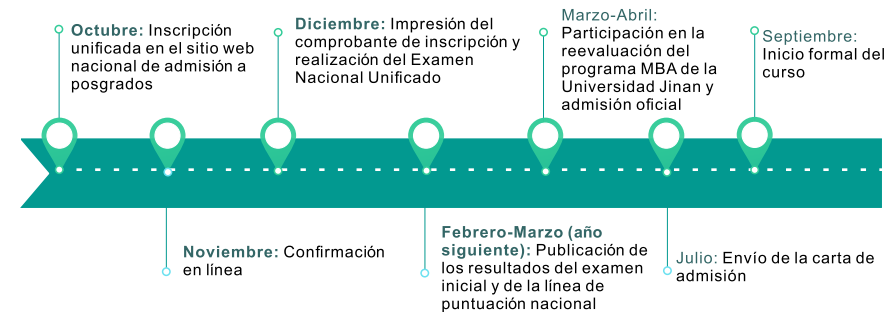 Octubre: Inscripción
unificada en el sitio web
nacional de admisión a
posgrados
Noviembre: Confirmación
en línea
Diciembre: Impresión del
comprobante de inscripción y
realización del Examen
Nacional Unificado
Febrero-Marzo (año
siguiente): Publicación de
los resultados del examen
inicial y de la línea de
puntuación nacional
Marzo-Abril:
Participación en la
reevaluación del
programa MBA de la
Universidad Jinan y
admisión oficial
Julio: Envío de la carta de
admisión
Septiembre:
Inicio formal del
curso